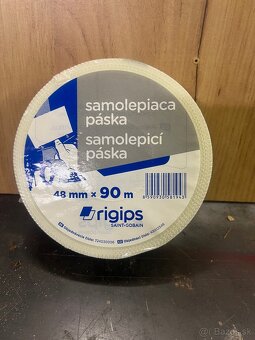 samolepiaca
páska
samolepicí
páska
48 mm × 90 m
rigips
SAINT-GOBAIN